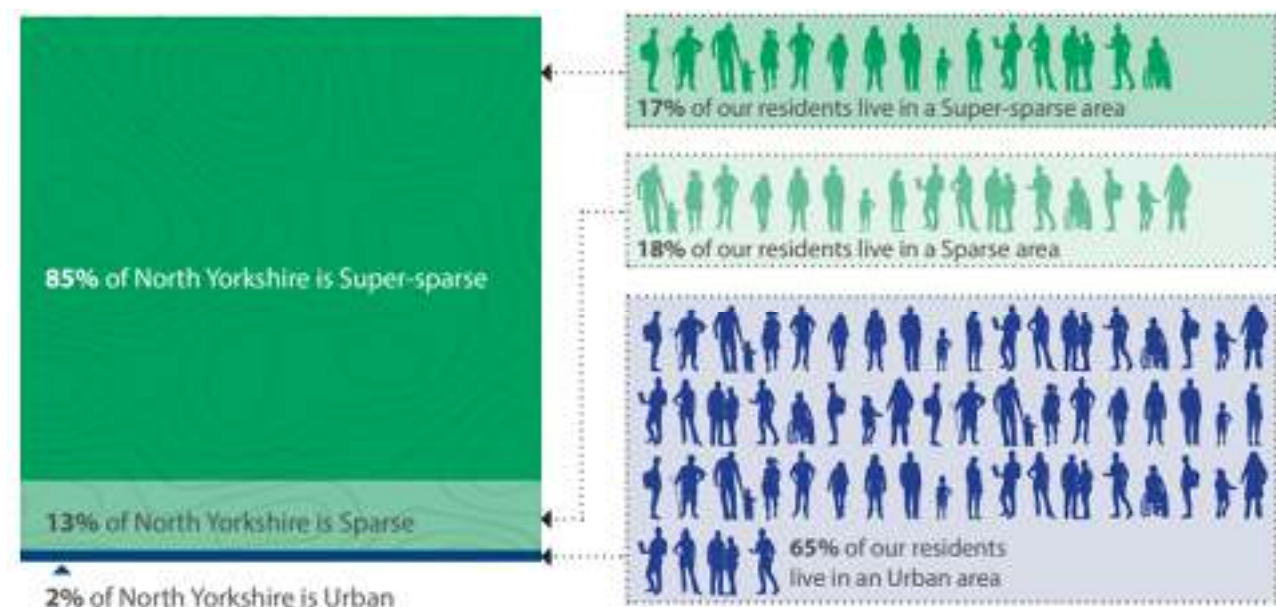 85% of North Yorkshire is Super-sparse
13% of North Yorkshire is Sparse
2% of North Yorkshire is Urban
17% of our residents live in a Super-sparse area
18% of our residents live in a Sparse area
65% of our residents
live in an Urban area